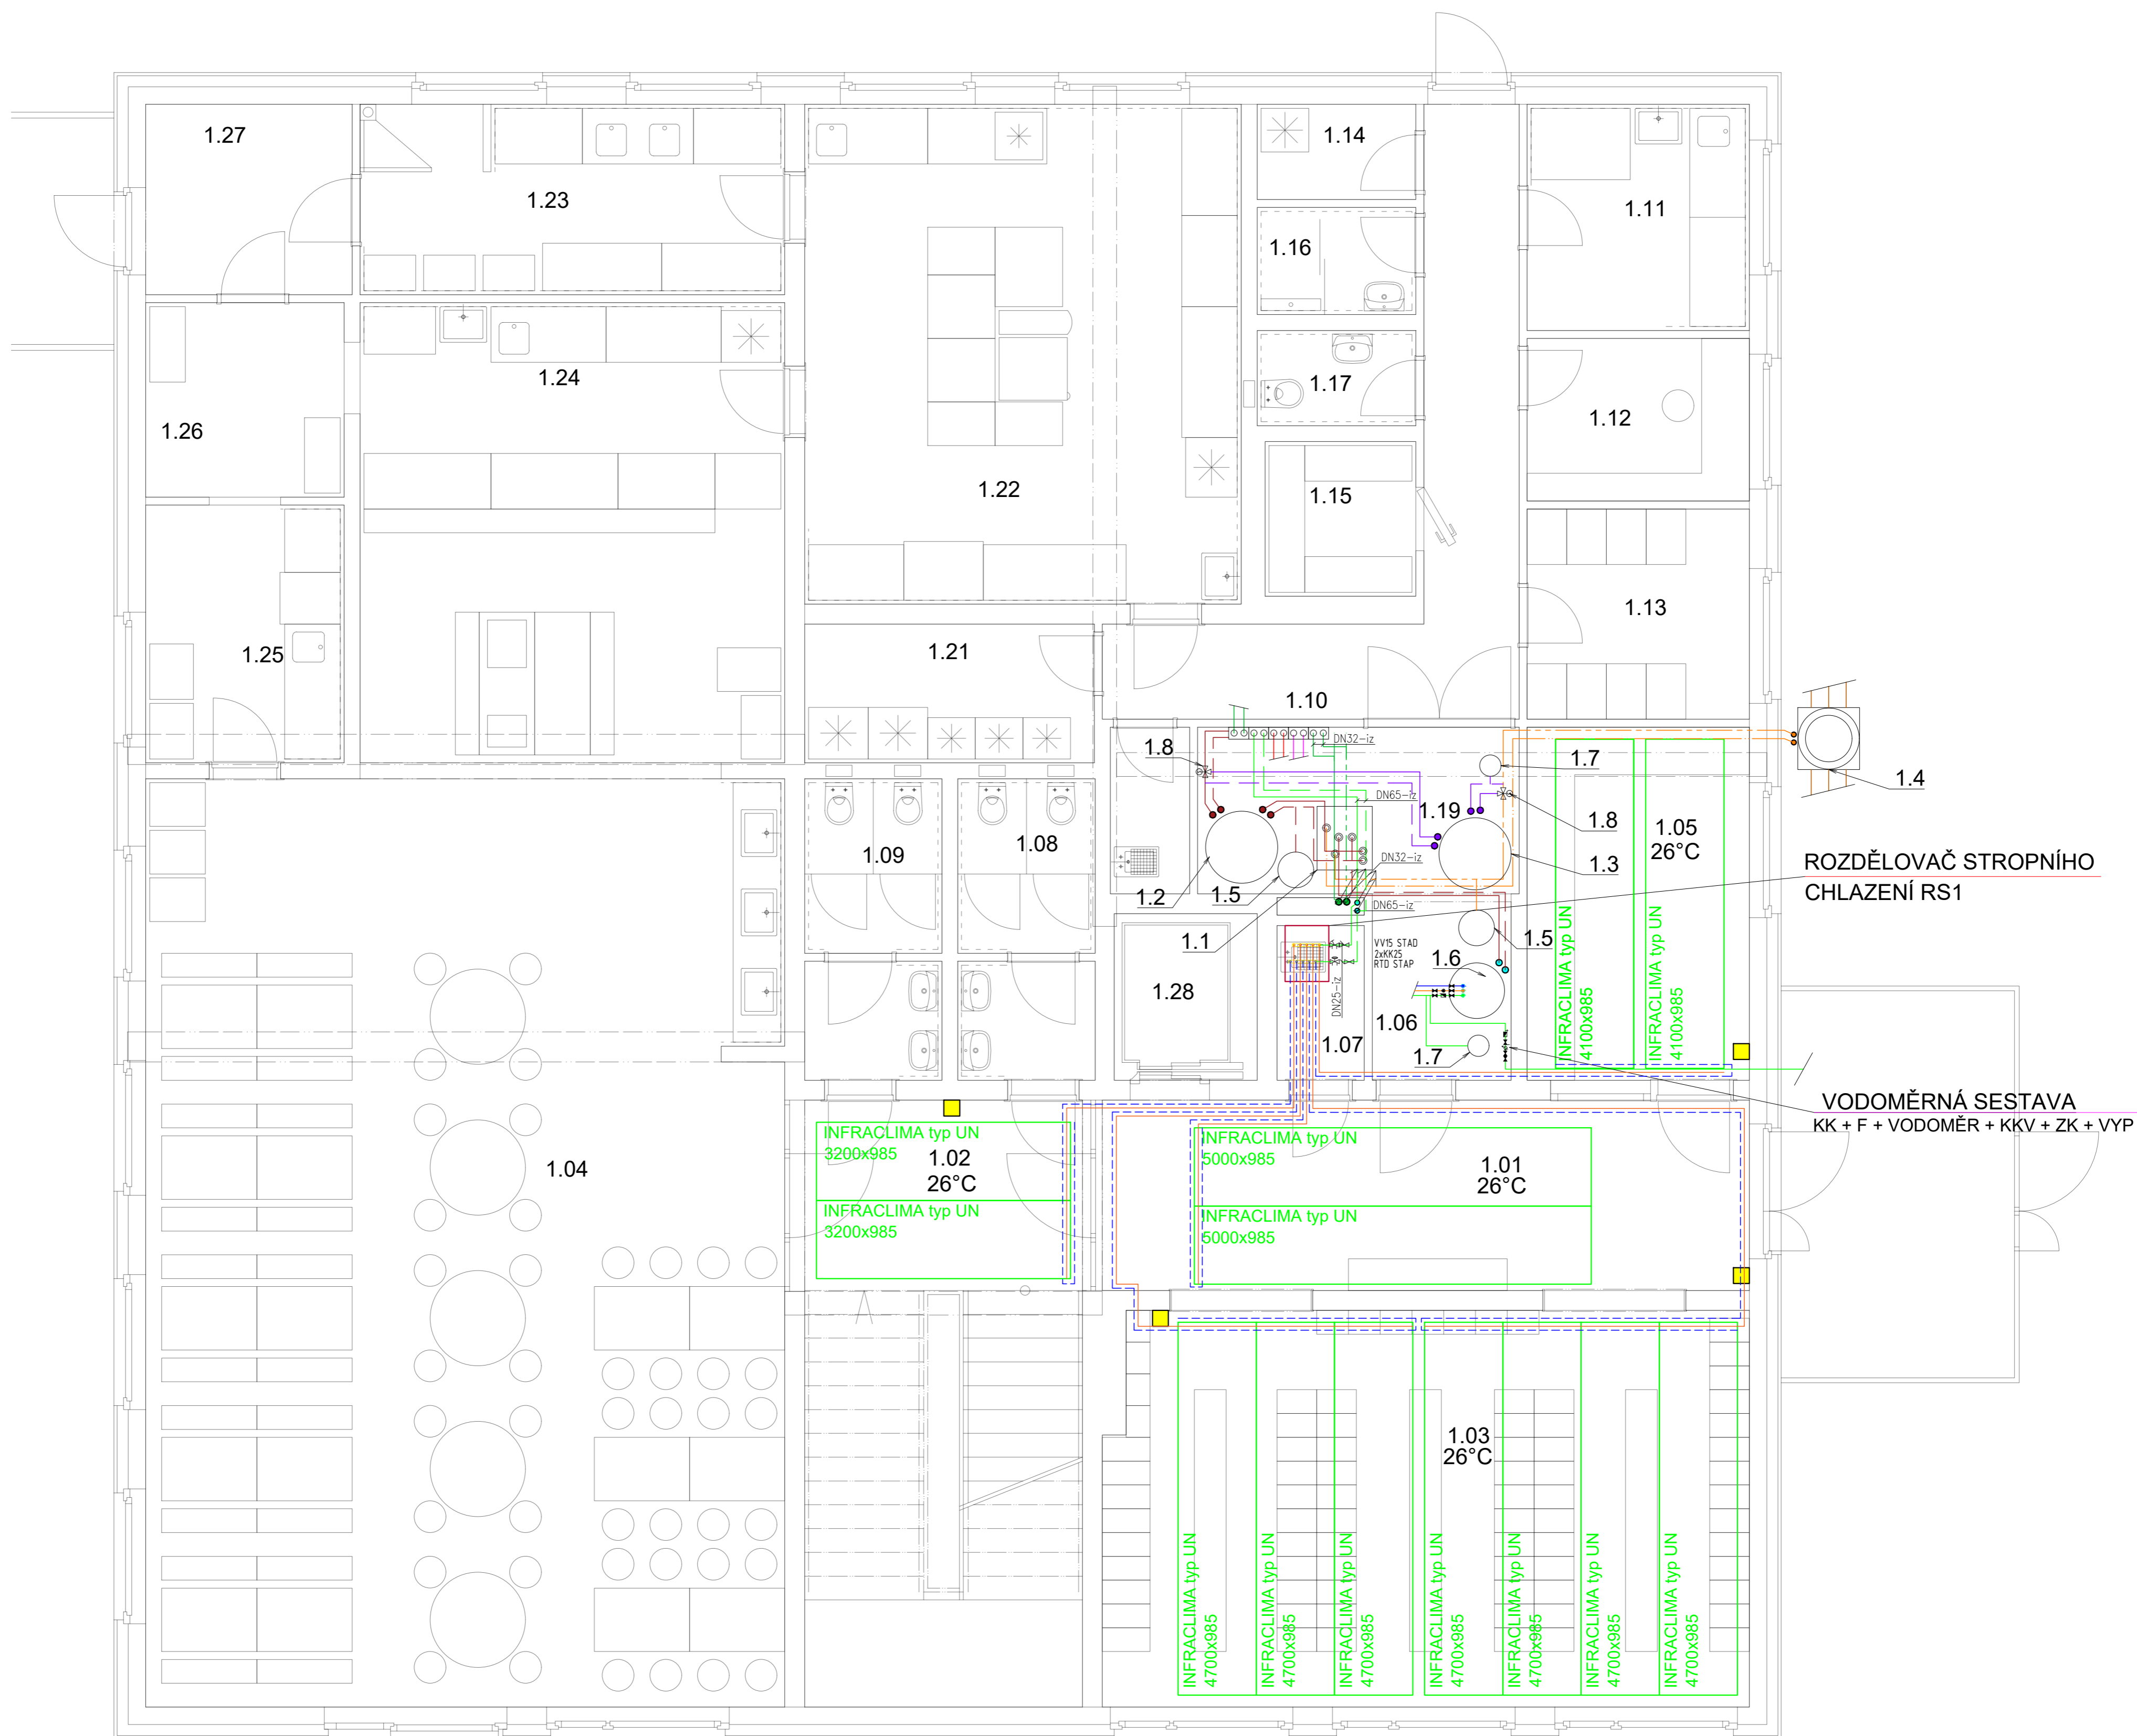 1.27
1.23
1.14
1.11
1.16
1.24
1.17
1.12
1.26
1.22
1.15
1.13
1.25
1.21
1.10
DN32-iz
1.8
1.7
1.4
DN65-iz
1.19
1.8
1.05
26°C
1.09
1.08
DN32-iz
1.3
ROZDĚLOVAČ STROPNÍHO
CHLAZENÍ RS1
1.2
1.5
DN65-iz
1.1
VV15 STAD
2xKK25
RTD STAP
1.5
1.6
INFRACLIMA typ UN
4100x985
INFRACLIMA typ UN
4100x985
1.28
DN25-iz
1.06
1.07
1.7
VODOMĚRNÁ SESTAVA
KK + F + VODOMĚR + KKV + ZK + VYP
INFRACLIMA typ UN
3200x985
1.02
26°C
INFRACLIMA typ UN
3200x985
INFRACLIMA typ UN
5000x985
1.01
26°C
INFRACLIMA typ UN
5000x985
1.04
1.03
26°C
INFRACLIMA typ UN
4700x985
INFRACLIMA typ UN
4700x985
INFRACLIMA typ UN
4700x985
INFRACLIMA typ UN
4700x985
INFRACLIMA typ UN
4700x985
INFRACLIMA typ UN
4700x985
INFRACLIMA typ UN
4700x985